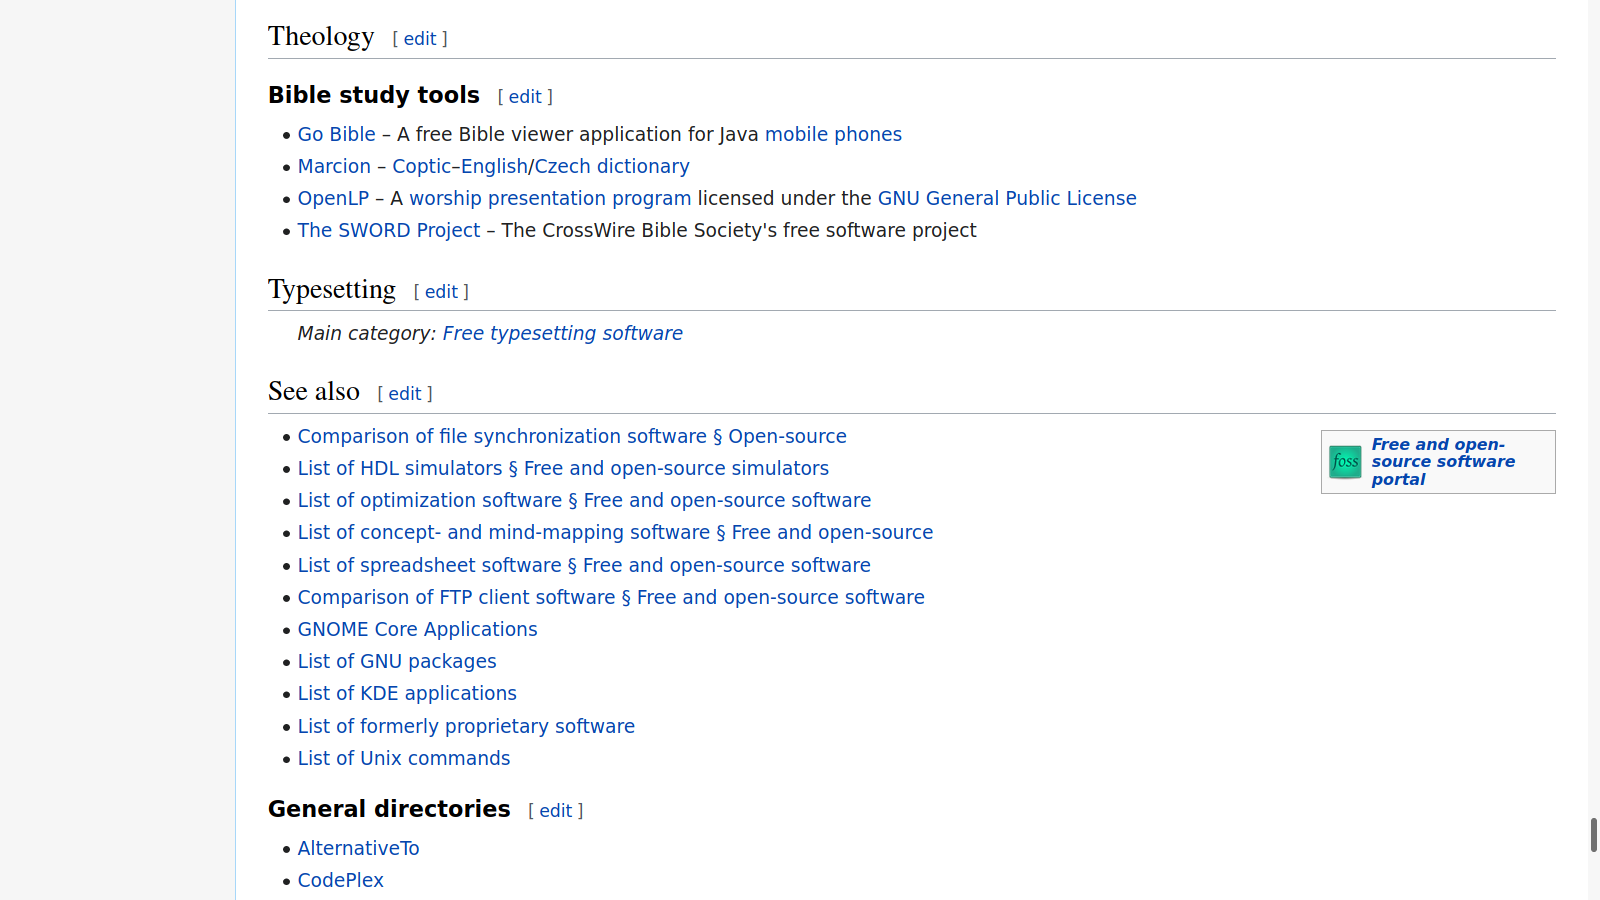 Theology [ edit ]
Bible study tools [ edit ]
• Go Bible – A free Bible viewer application for Java mobile phones
• Marcion – Coptic–English/Czech dictionary
• OpenLP – A worship presentation program licensed under the GNU General Public License
• The SWORD Project – The CrossWire Bible Society's free software project
Typesetting [ edit ]
Main category: Free typesetting software
See also [ edit ]
• Comparison of file synchronization software § Open-source
• List of HDL simulators § Free and open-source simulators
• List of optimization software § Free and open-source software
• List of concept- and mind-mapping software § Free and open-source
• List of spreadsheet software § Free and open-source software
• Comparison of FTP client software § Free and open-source software
• GNOME Core Applications
• List of GNU packages
• List of KDE applications
• List of formerly proprietary software
• List of Unix commands
foss
Free and open-
source software
portal
General directories [ edit ]
• AlternativeTo
• CodePlex